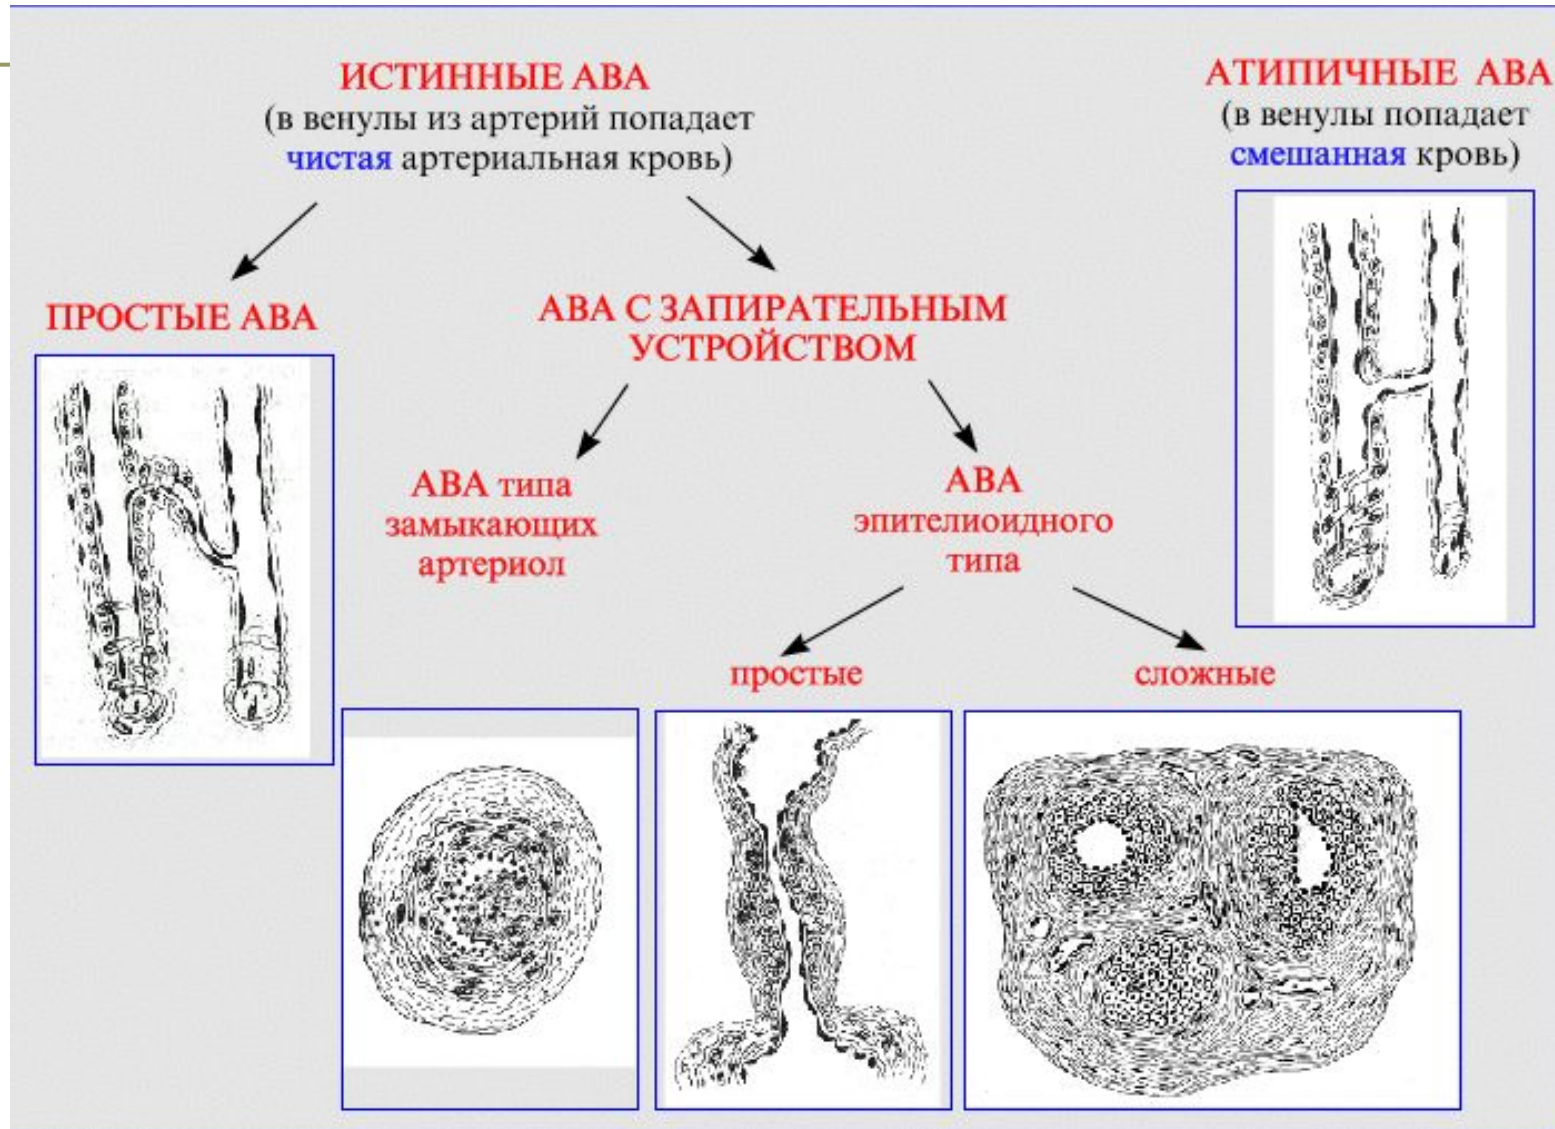 ИСТИННЫЕ АВА
(в венулы из артерий попадает
чистая артериальная кровь)
АТИПИЧНЫЕ АВА
(в венулы попадает
смешанная кровь)
ПРОСТЫЕ АВА
АВА С ЗАПИРАТЕЛЬНЫМ
УСТРОЙСТВОМ
АВА типа
замыкающих
артериол
АВА
эпителиоидного
типа
простые
сложные